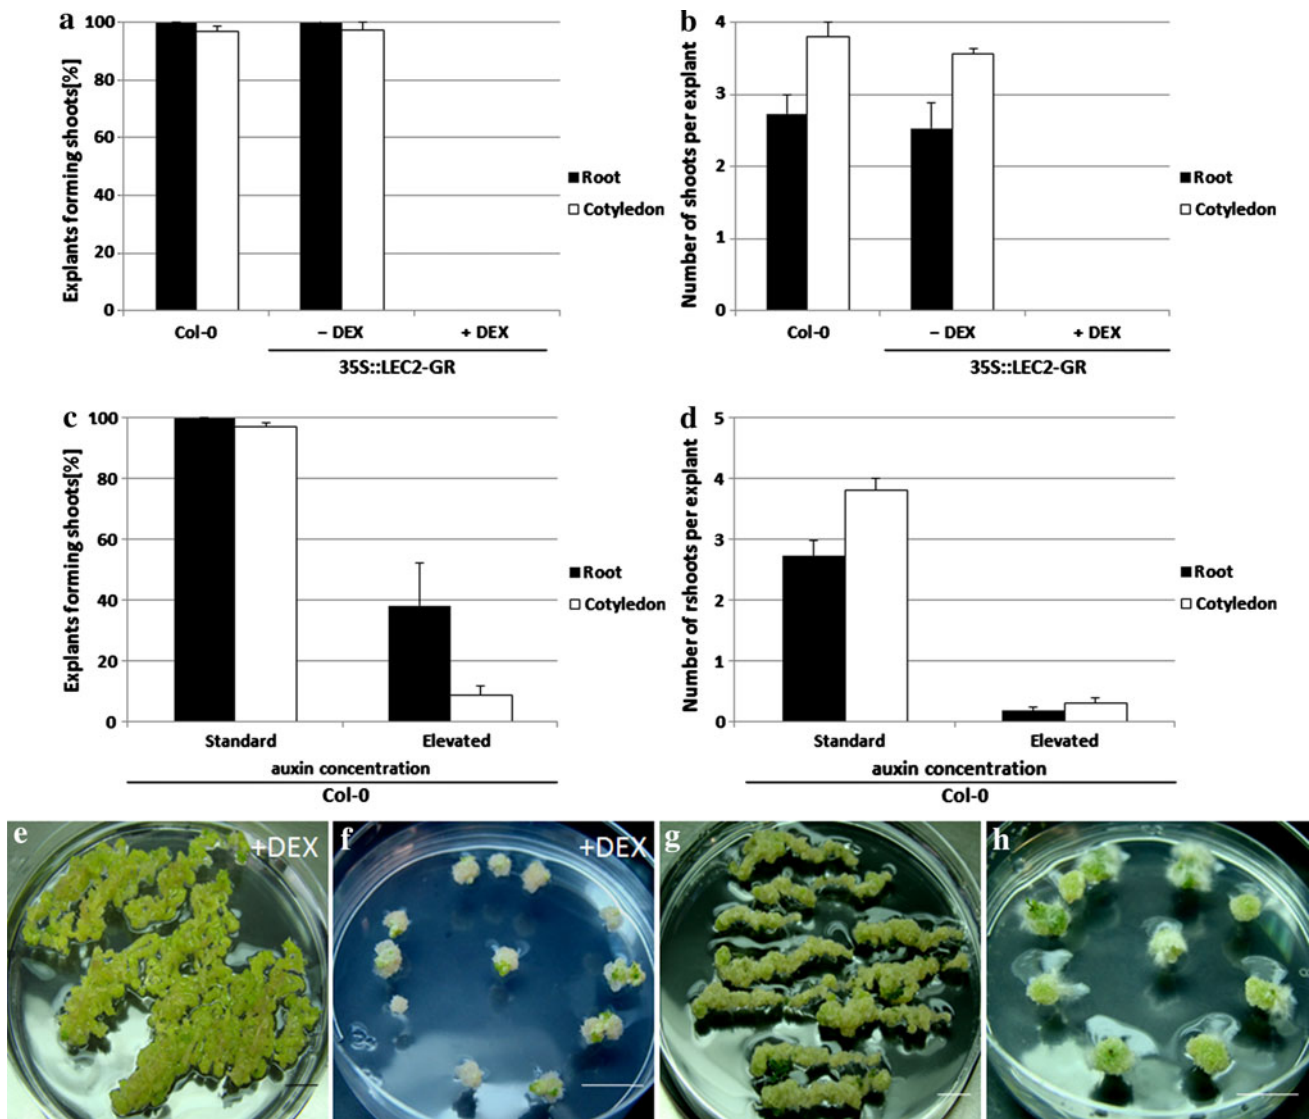 a
100
80
60
40
20
0
Explants forming shoots[%]
Col-0
– DEX
+ DEX
35S::LEC2-GR
Root
Cotyledon
b
4
3
2
1
0
Number of shoots per explant
Col-0
– DEX
+ DEX
35S::LEC2-GR
Root
Cotyledon
c
100
80
60
40
20
0
Explants forming shoots[%]
Standard
Elevated
auxin concentration
Col-0
Root
Cotyledon
d
5
4
3
2
1
0
Number of rshoots per explant
Standard
Elevated
auxin concentration
Col-0
Root
Cotyledon
e
+DEX
f
+DEX
g
h